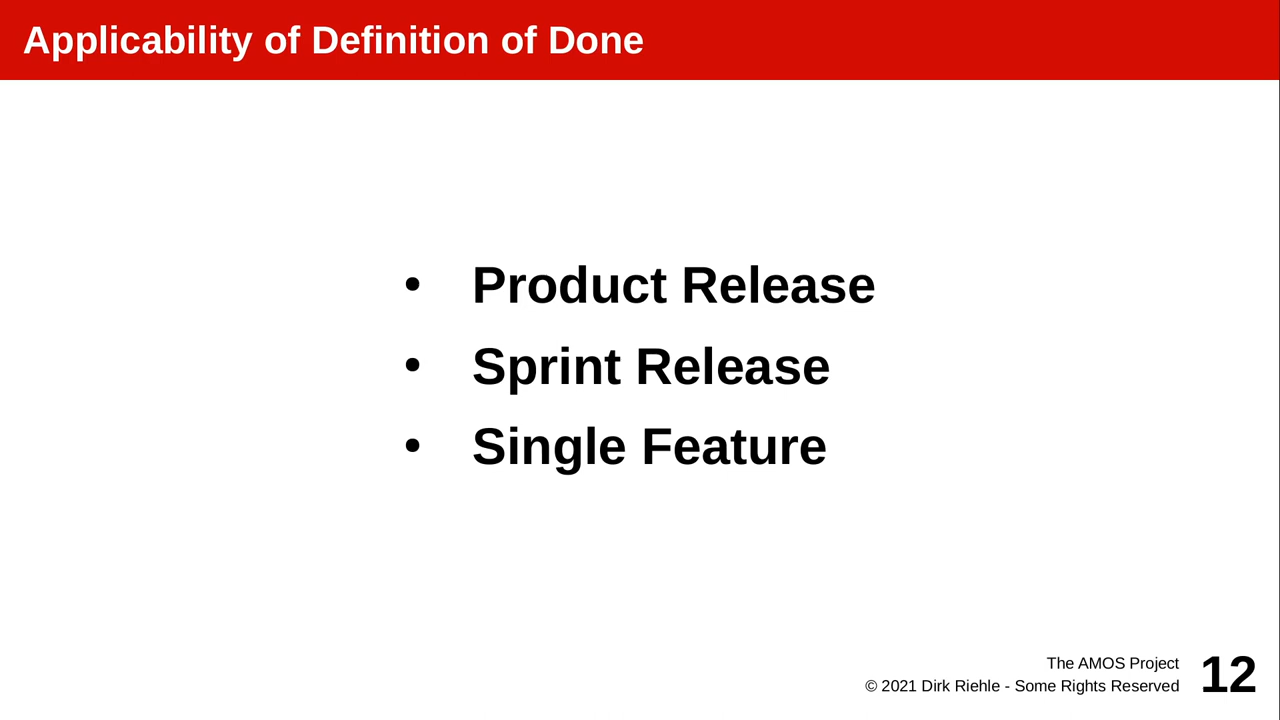 Applicability of Definition of Done
• Product Release
• Sprint Release
• Single Feature
The AMOS Project
© 2021 Dirk Riehle - Some Rights Reserved
12